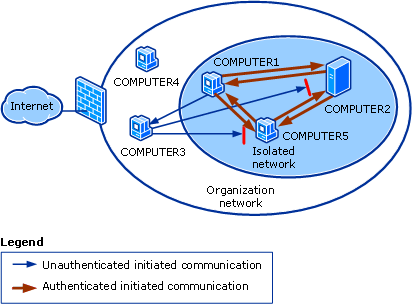 COMPUTER1
COMPUTER4
Internet
COMPUTER2
COMPUTER3
COMPUTER5
Isolated
network
Organization
network
Legend
Unauthenticated initiated communication
Authenticated initiated communication